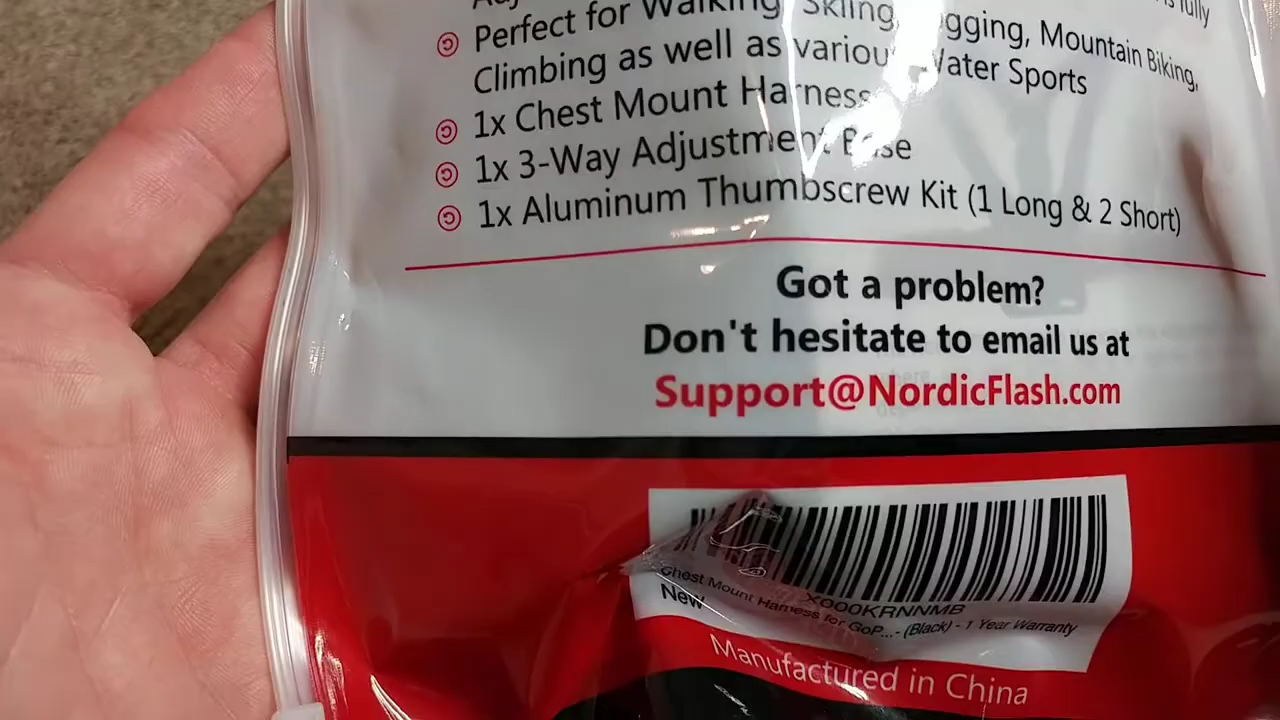 Perfect for Walking, Skiing, Jogging, Mountain Biking,
Climbing as well as various Water Sports
1x Chest Mount Harness
1x 3-Way Adjustment Base
1x Aluminum Thumbscrew Kit (1 Long & 2 Short)
Got a problem?
Don't hesitate to email us at
Support@NordicFlash.com
X000KRNNMB
Chest Mount Harness for GoP...- (Black) - 1 Year Warranty
New
Manufactured in China